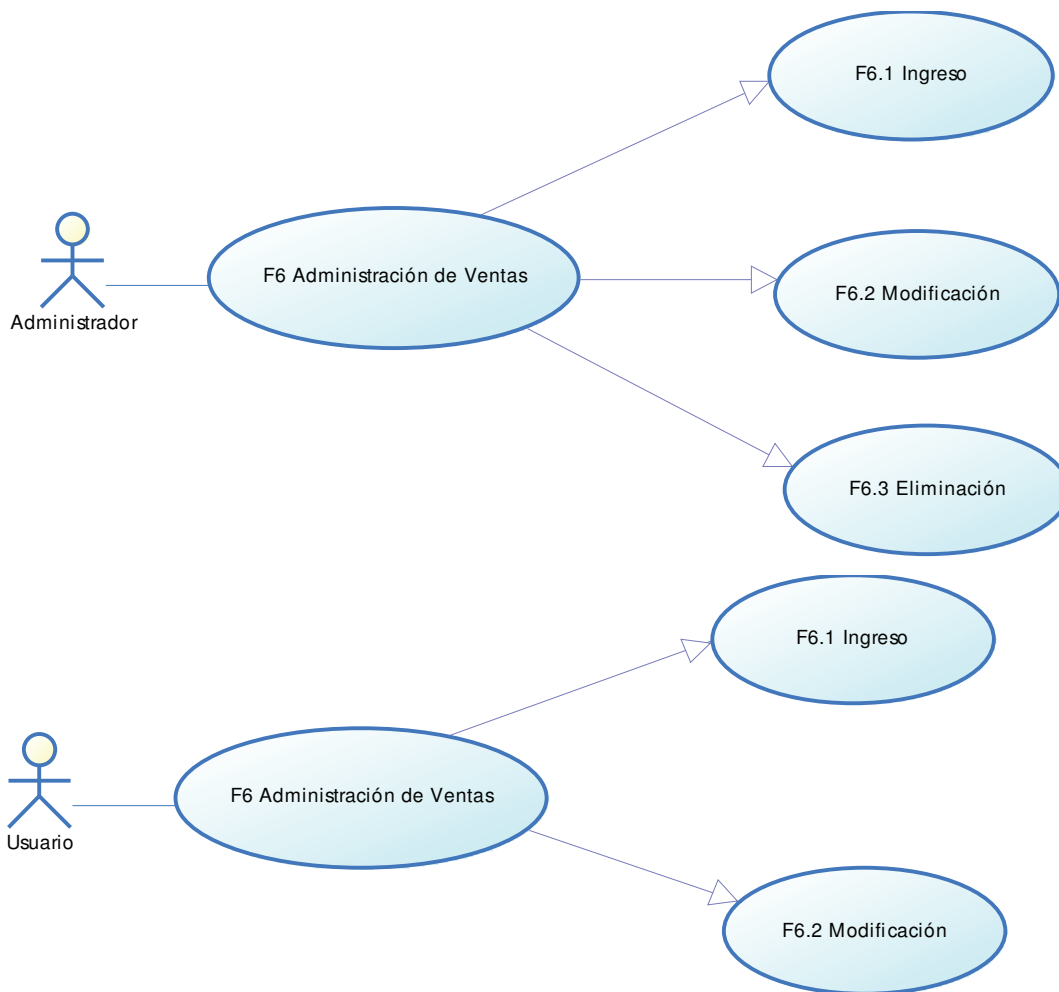 F6.1 Ingreso
F6 Administración de Ventas
F6.2 Modificación
Administrador
F6.3 Eliminación
F6.1 Ingreso
F6 Administración de Ventas
Usuario
F6.2 Modificación